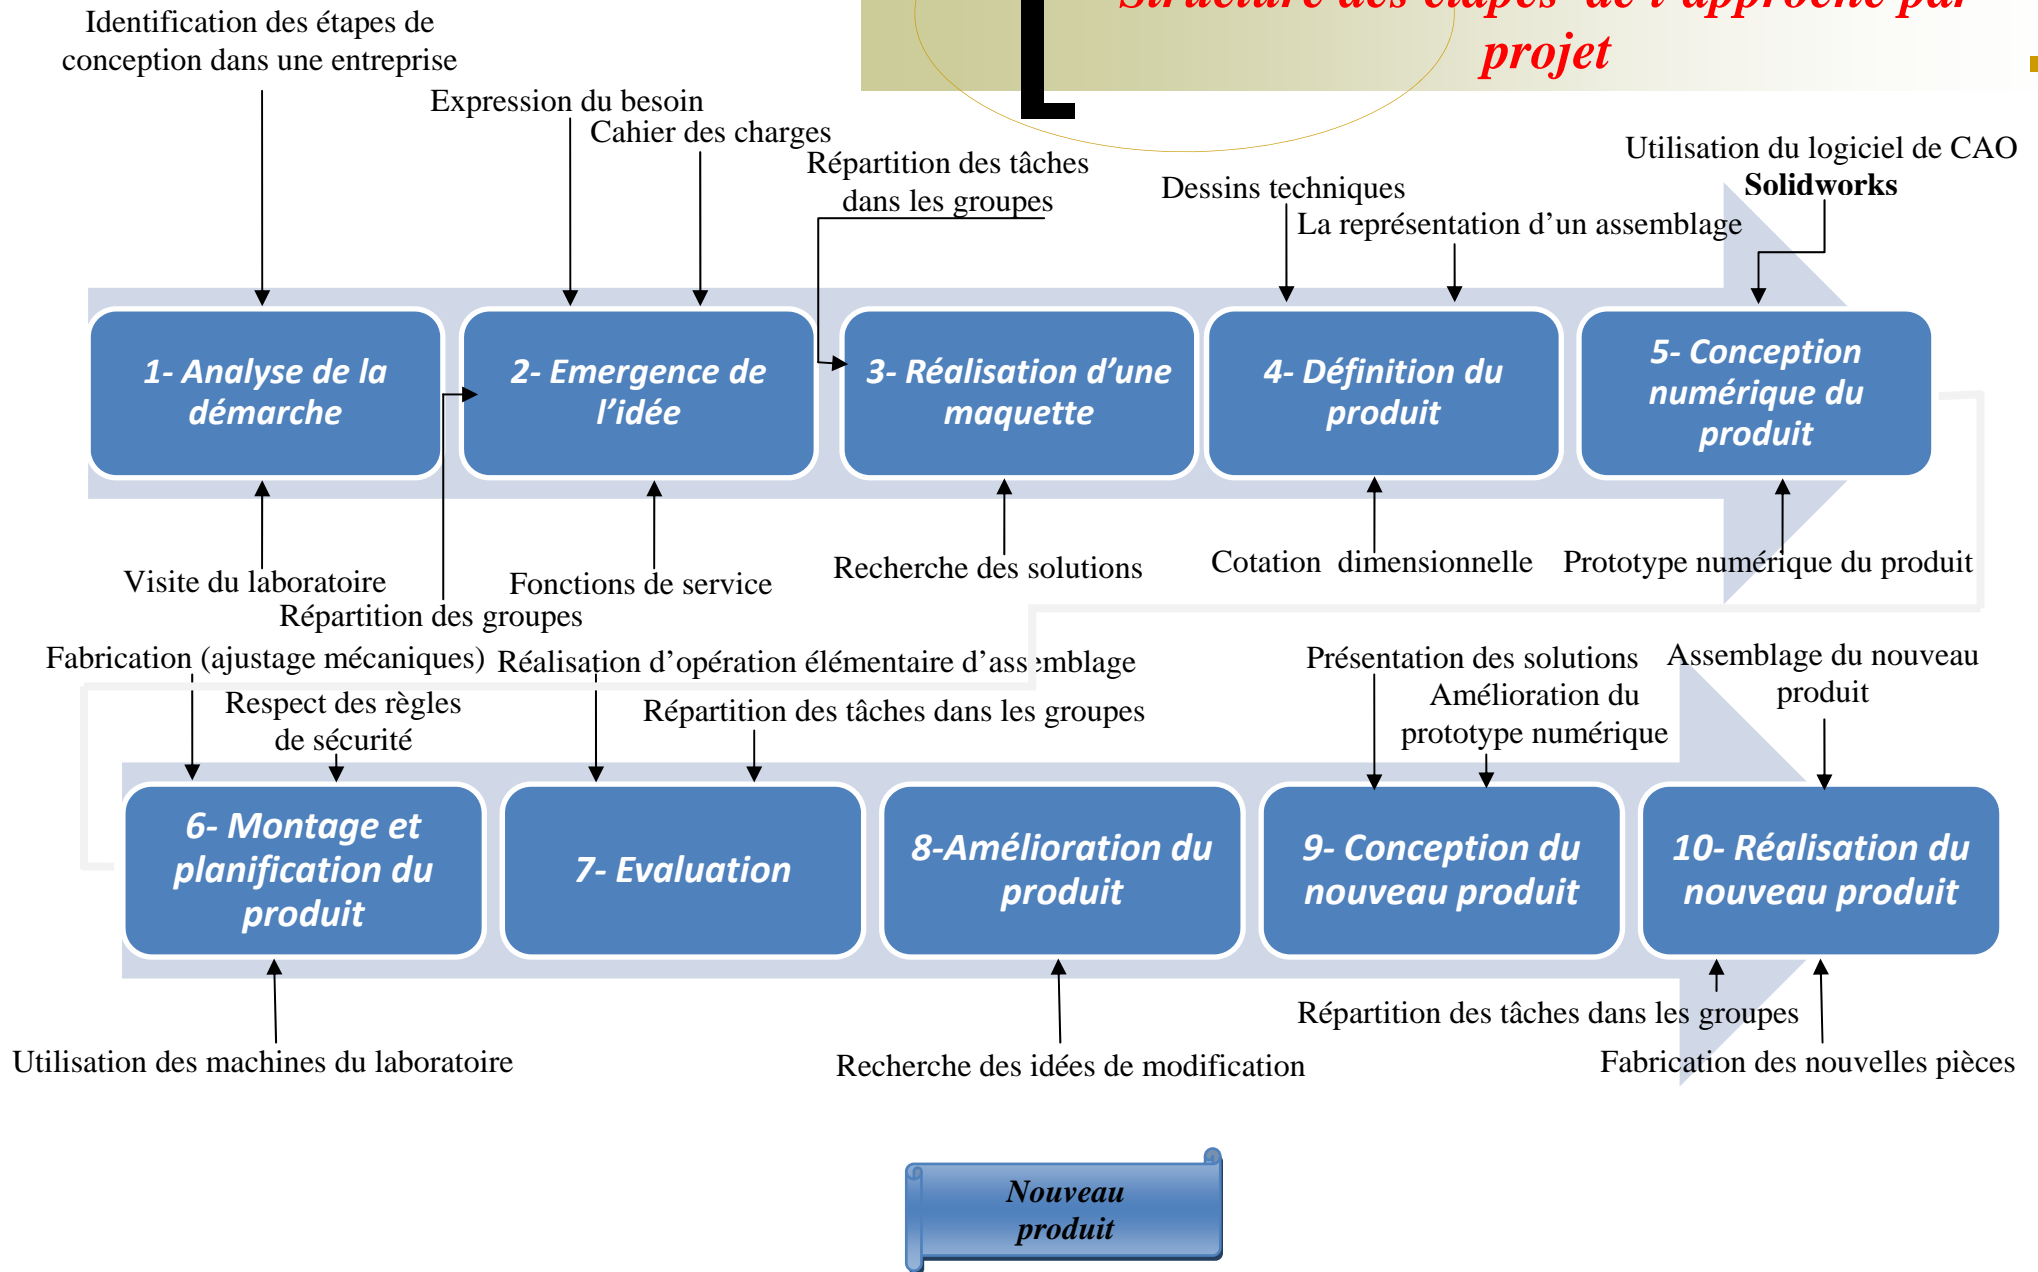 Structure des étapes de l'approche par
projet
Identification des étapes de
conception dans une entreprise
Expression du besoin
Cahier des charges
Répartition des tâches
dans les groupes
Dessins techniques
La représentation d’un assemblage
Utilisation du logiciel de CAO
Solidworks
1- Analyse de la
démarche
2- Emergence de
l’idée
3- Réalisation d’une
maquette
4- Définition du
produit
5- Conception
numérique du
produit
Visite du laboratoire
Répartition des groupes
Fonctions de service
Recherche des solutions
Cotation dimensionnelle
Prototype numérique du produit
Fabrication (ajustage mécaniques)
Respect des règles
de sécurité
Réalisation d’opération élémentaire d’assemblage
Répartition des tâches dans les groupes
Présentation des solutions
Amélioration du
prototype numérique
Assemblage du nouveau
produit
6- Montage et
planification du
produit
7- Evaluation
8-Amélioration du
produit
9- Conception du
nouveau produit
10- Réalisation du
nouveau produit
Utilisation des machines du laboratoire
Recherche des idées de modification
Répartition des tâches dans les groupes
Fabrication des nouvelles pièces
Nouveau
produit